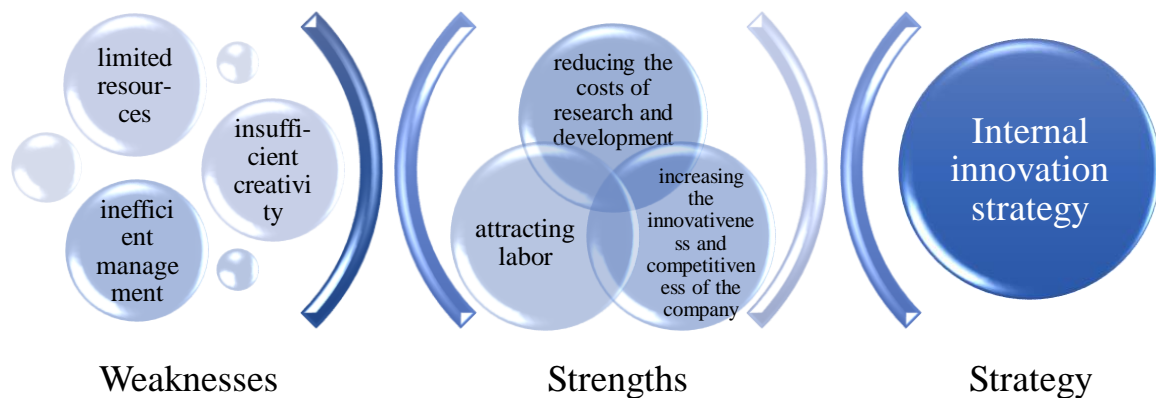 limited
resour-
ces
insuffi-
cient
creativi
ty
ineffici
ent
manage
ment
Weaknesses
reducing the
costs of
research and
development
attracting
labor
increasing
the
innovativene
ss and
competitiven
ess of the
company
Strengths
Internal
innovation
strategy
Strategy